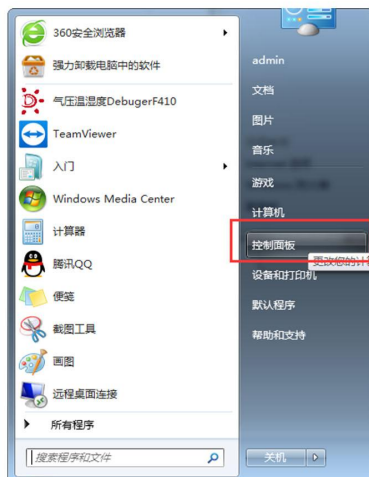 360安全浏览器
强力卸载电脑中的软件
气压温湿度DebugerF410
TeamViewer
入门
Windows Media Center
计算器
腾讯QQ
便笺
截图工具
画图
远程桌面连接
所有程序
搜索程序和文件
admin
文档
图片
音乐
游戏
计算机
控制面板
更改您的计
设备和打印机
默认程序
帮助和支持
关机